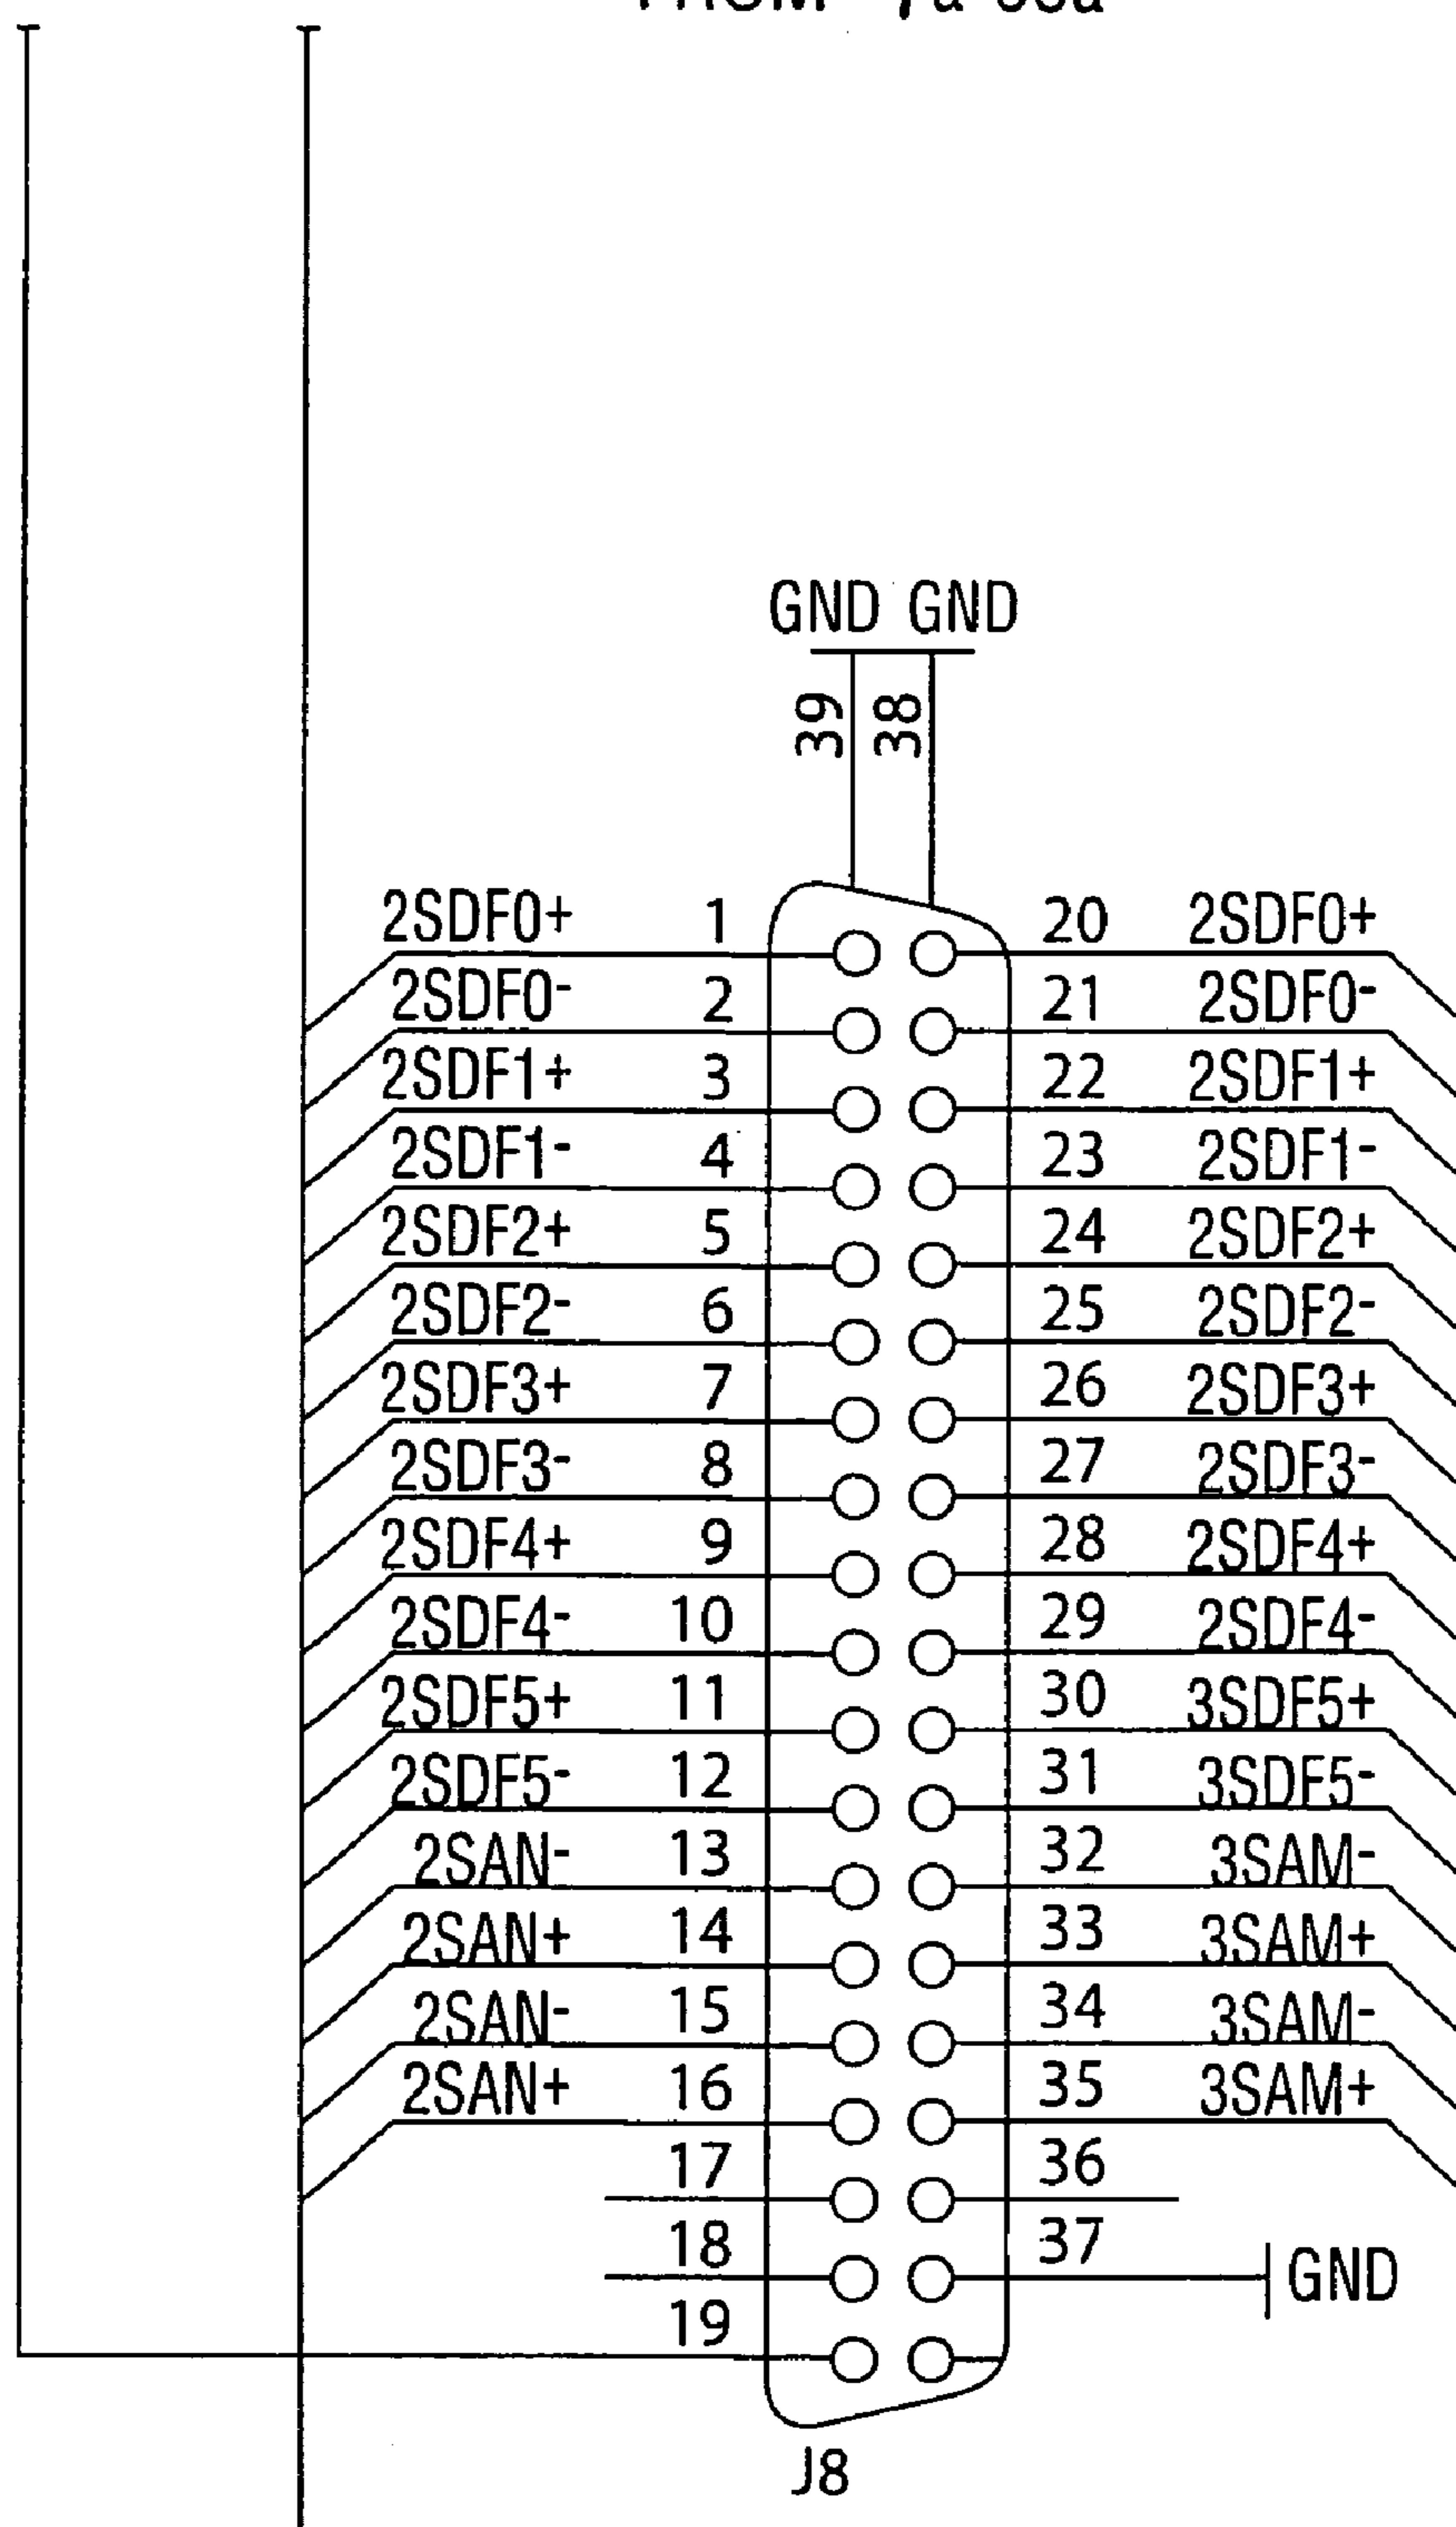 GND GND
39 38
2SDF0+ 1 20 2SDF0+
2SDF0- 2 21 2SDF0-
2SDF1+ 3 22 2SDF1+
2SDF1- 4 23 2SDF1-
2SDF2+ 5 24 2SDF2+
2SDF2- 6 25 2SDF2-
2SDF3+ 7 26 2SDF3+
2SDF3- 8 27 2SDF3-
2SDF4+ 9 28 2SDF4+
2SDF4- 10 29 2SDF4-
2SDF5+ 11 30 3SDF5+
2SDF5- 12 31 3SDF5-
2SAN- 13 32 3SAM-
2SAN+ 14 33 3SAM+
2SAN- 15 34 3SAM-
2SAN+ 16 35 3SAM+
17 36
18 37 GND
19
J8